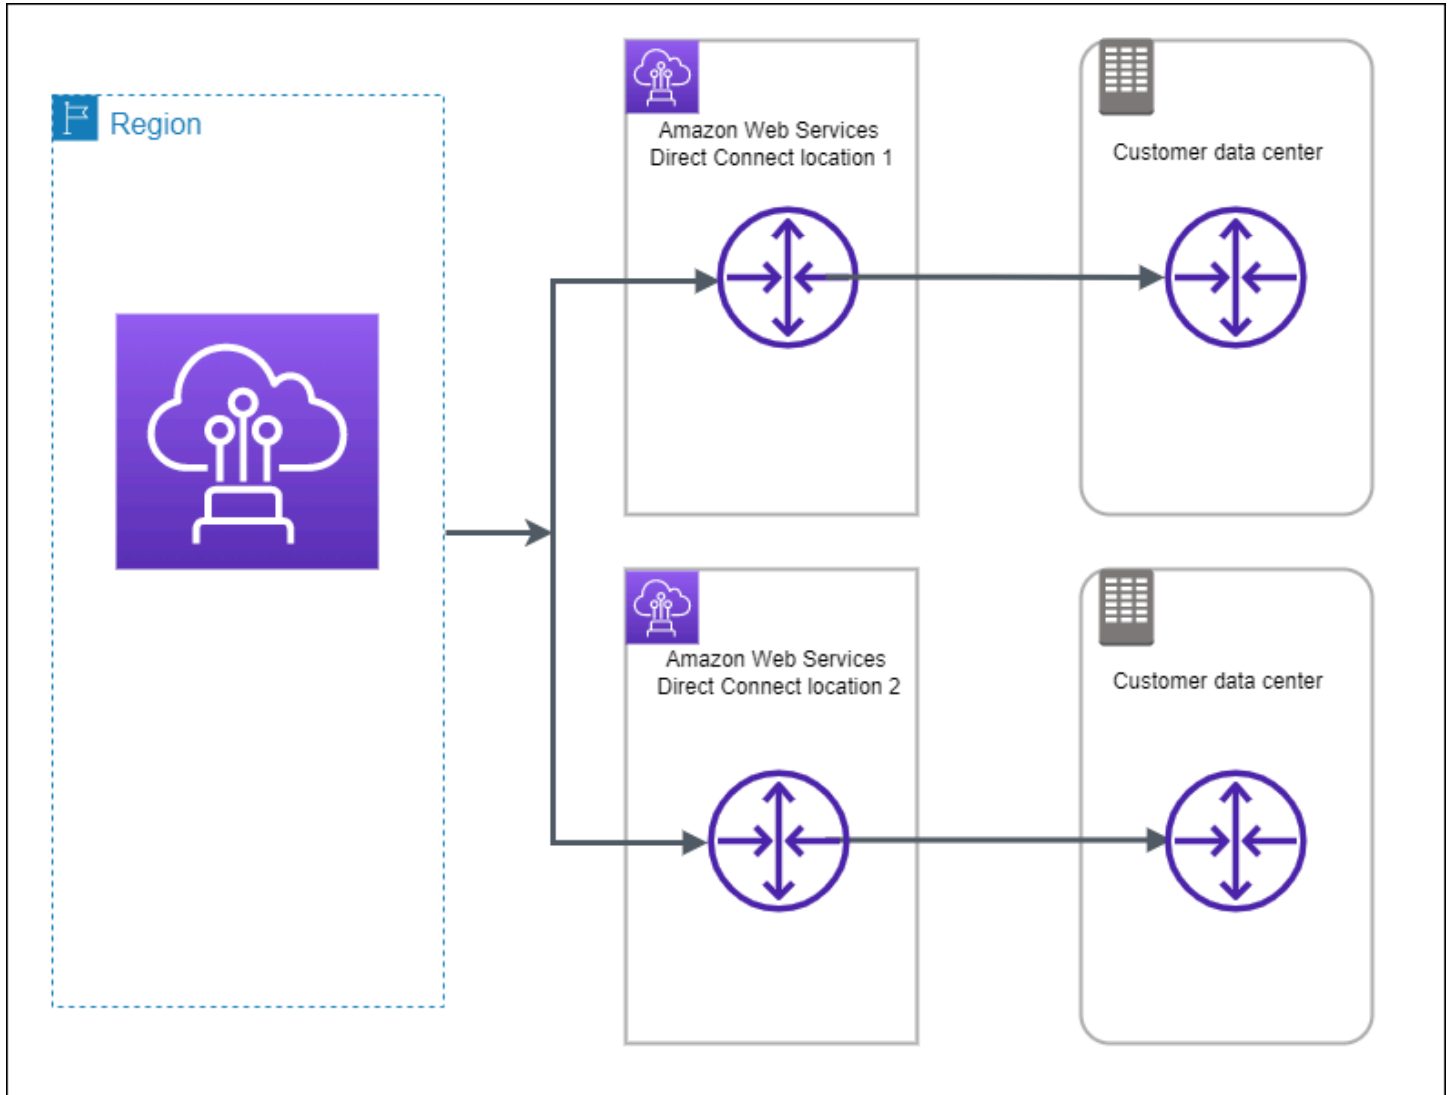 Region
Amazon Web Services
Direct Connect location 1
Customer data center
Amazon Web Services
Direct Connect location 2
Customer data center